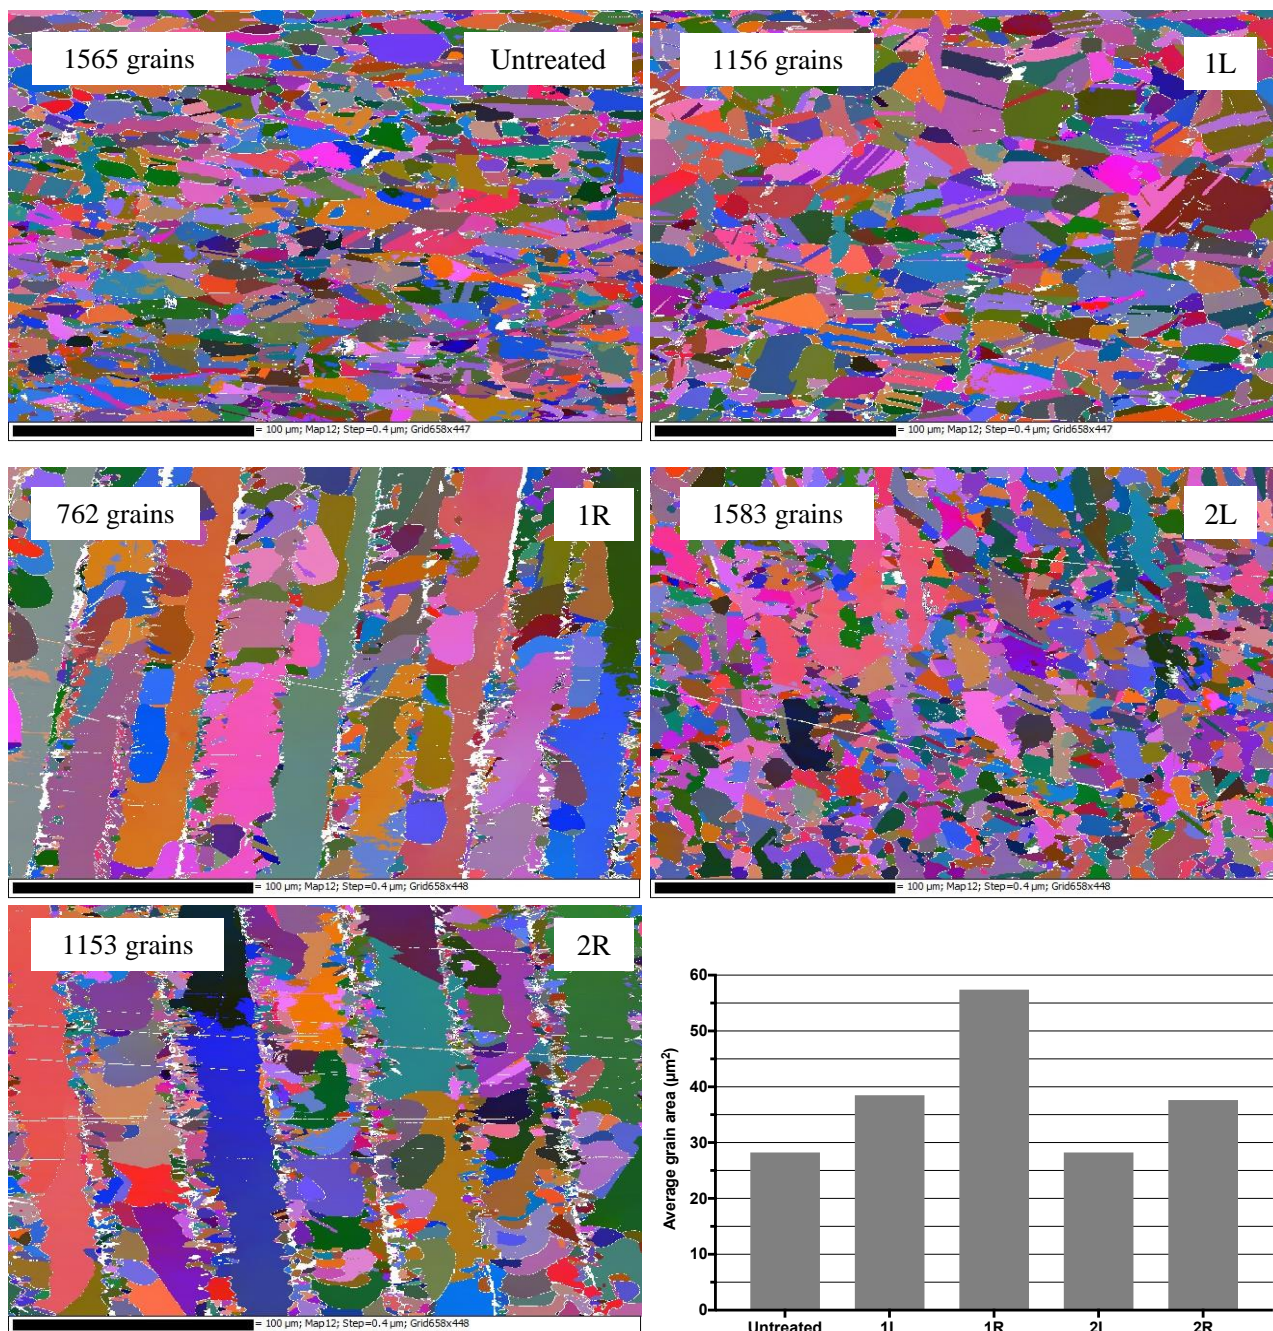 1565 grains
Untreated
1156 grains
1L
= 100 µm; Map12; Step=0.4 µm; Grid658x447
= 100 µm; Map12; Step=0.4 µm; Grid658x447
762 grains
1R
1583 grains
2L
= 100 µm; Map12; Step=0.4 µm; Grid658x448
= 100 µm; Map12; Step=0.4 µm; Grid658x448
1153 grains
2R
= 100 µm; Map12; Step=0.4 µm; Grid658x448
Average grain area (µm²)
60
50
40
30
20
10
0
Untreated
1L
1R
2L
2R